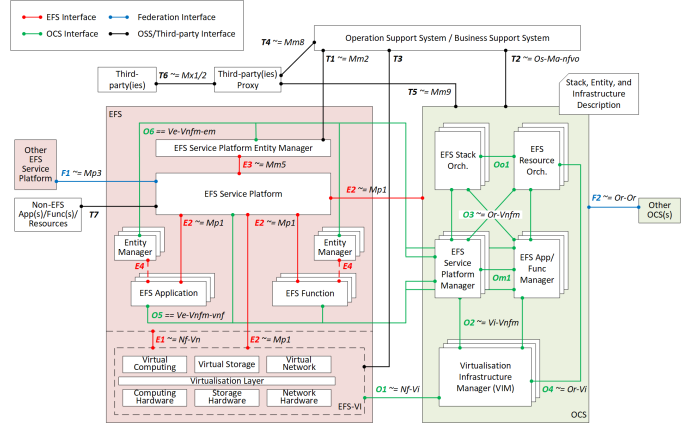 EFS Interface
Federation Interface
OCS Interface
OSS/Third-party Interface
Operation Support System / Business Support System
T4 ~= Mm8
T1 ~= Mm2
T3
T2 ~= Os-Ma-nfvo
Third-
party(ies)
T6 ~= Mx1/2
Third-party(ies)
Proxy
T5 ~= Mm9
Stack, Entity, and
Infrastructure
Description
EFS
O6 == Ve-Vnfm-em
EFS Service Platform Entity Manager
E3 ~= Mm5
Other
EFS
Service
Platform
F1 ~= Mp3
EFS Service Platform
E2 ~= Mp1
Non-EFS
App(s)/Func(s)/
Resources
T7
E2 ~= Mp1
E2 ~= Mp1
Entity
Manager
Entity
Manager
E4
E4
EFS Application
EFS Function
O5 == Ve-Vnfm-vnf
E1 ~= Nf-Vn
E2 ~= Mp1
Virtual
Computing
Virtual Storage
Virtual
Network
Virtualisation Layer
Computing
Hardware
Storage
Hardware
Network
Hardware
EFS-VI
O1 ~= Nf-Vi
EFS Stack
Orch.
Oo1
EFS
Resource
Orch.
O3 ~= Or-Vnfm
F2 ~= Or-Or
Other
OCS(s)
EFS
Service
Platform
Manager
Om1
EFS App/
Func
Manager
O2 ~= Vi-Vnfm
Virtualisation
Infrastructure
Manager (VIM)
O4 ~= Or-Vi
OCS